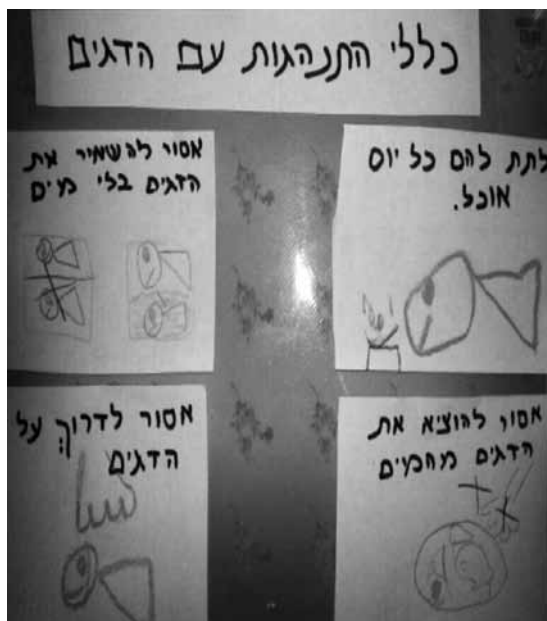 כללי התנהגות עם הדגים
לתת להם כל יום
אוכל.
אסור להשאיר את
הדגים בלי מים
אסור להוציא את
הדגים מהמים
אסור לדרוך על
הדגים